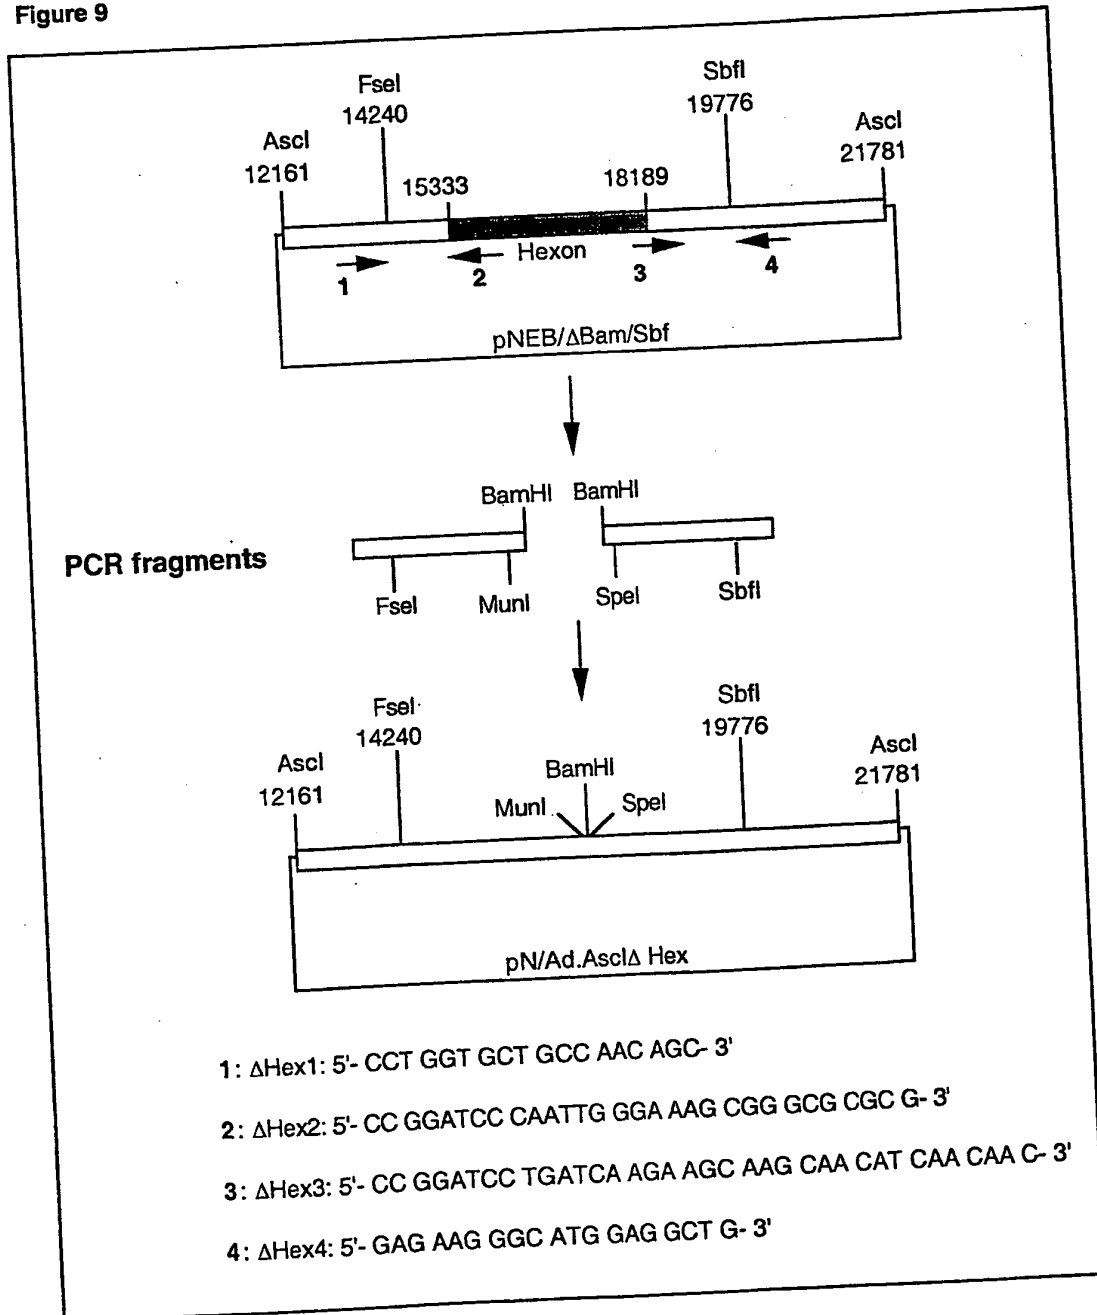 Figure 9
FseI
14240
SbfI
19776
AscI
12161
AscI
21781
15333
18189
Hexon
1
2
3
4
pNEB/ΔBam/Sbf
BamHI BamHI
PCR fragments
FseI MunI SpeI SbfI
FseI
14240
SbfI
19776
AscI
12161
AscI
21781
BamHI
MunI SpeI
pN/Ad.AscIΔ Hex
1: ΔHex1: 5'- CCT GGT GCT GCC AAC AGC- 3'
2: ΔHex2: 5'- CC GGATCC CAATTG GGA AAG CGG GCG CGC G- 3'
3: ΔHex3: 5'- CC GGATCC TGATCA AGA AGC AAG CAA CAT CAA CAA C- 3'
4: ΔHex4: 5'- GAG AAG GGC ATG GAG GCT G- 3'